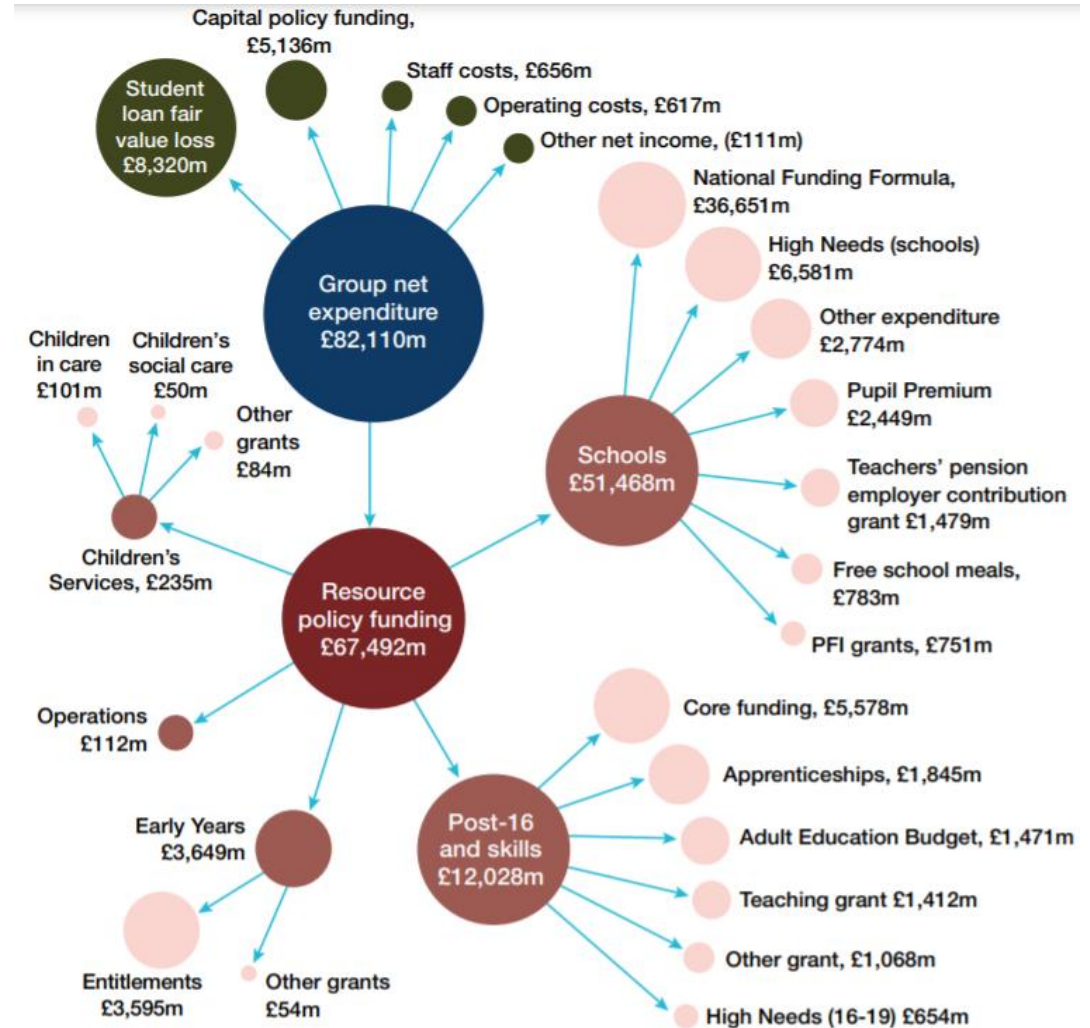 Capital policy funding,
£5,136m
Student
loan fair
value loss
£8,320m
Staff costs, £656m
Operating costs, £617m
Other net income, (£111m)
Group net
expenditure
£82,110m
National Funding Formula,
£36,651m
High Needs (schools)
£6,581m
Other expenditure
£2,774m
Pupil Premium
£2,449m
Teachers’ pension
employer contribution
grant £1,479m
Free school meals,
£783m
PFI grants, £751m
Schools
£51,468m
Children
in care
£101m
Children’s
social care
£50m
Other
grants
£84m
Children’s
Services, £235m
Resource
policy funding
£67,492m
Operations
£112m
Early Years
£3,649m
Entitlements
£3,595m
Other grants
£54m
Post-16
and skills
£12,028m
Core funding, £5,578m
Apprenticeships, £1,845m
Adult Education Budget, £1,471m
Teaching grant £1,412m
Other grant, £1,068m
High Needs (16-19) £654m